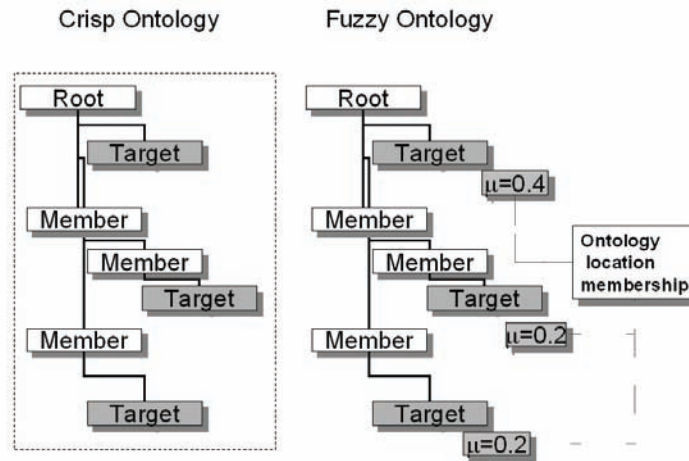 Crisp Ontology
Fuzzy Ontology
Root
Target
Member
Member
Target
Member
Target
Root
Target
μ=0.4
Member
Member
Target
μ=0.2
Member
Target
μ=0.2
Ontology
location
membership